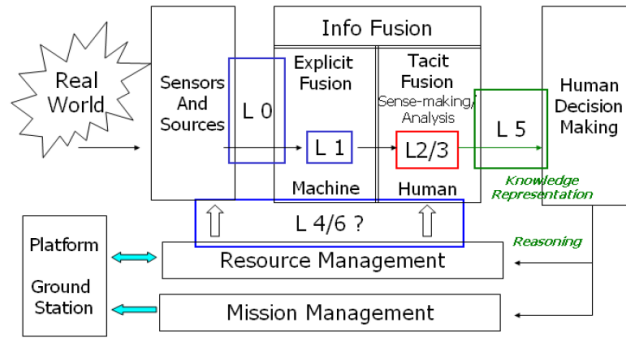 Info Fusion
Real
World
Sensors
And
Sources
L 0
Explicit
Fusion
L 1
Machine
Tacit
Fusion
Sense-making/
Analysis
L2/3
Human
L 5
Human
Decision
Making
Knowledge
Representation
L 4/6 ?
Reasoning
Platform
Ground
Station
Resource Management
Mission Management